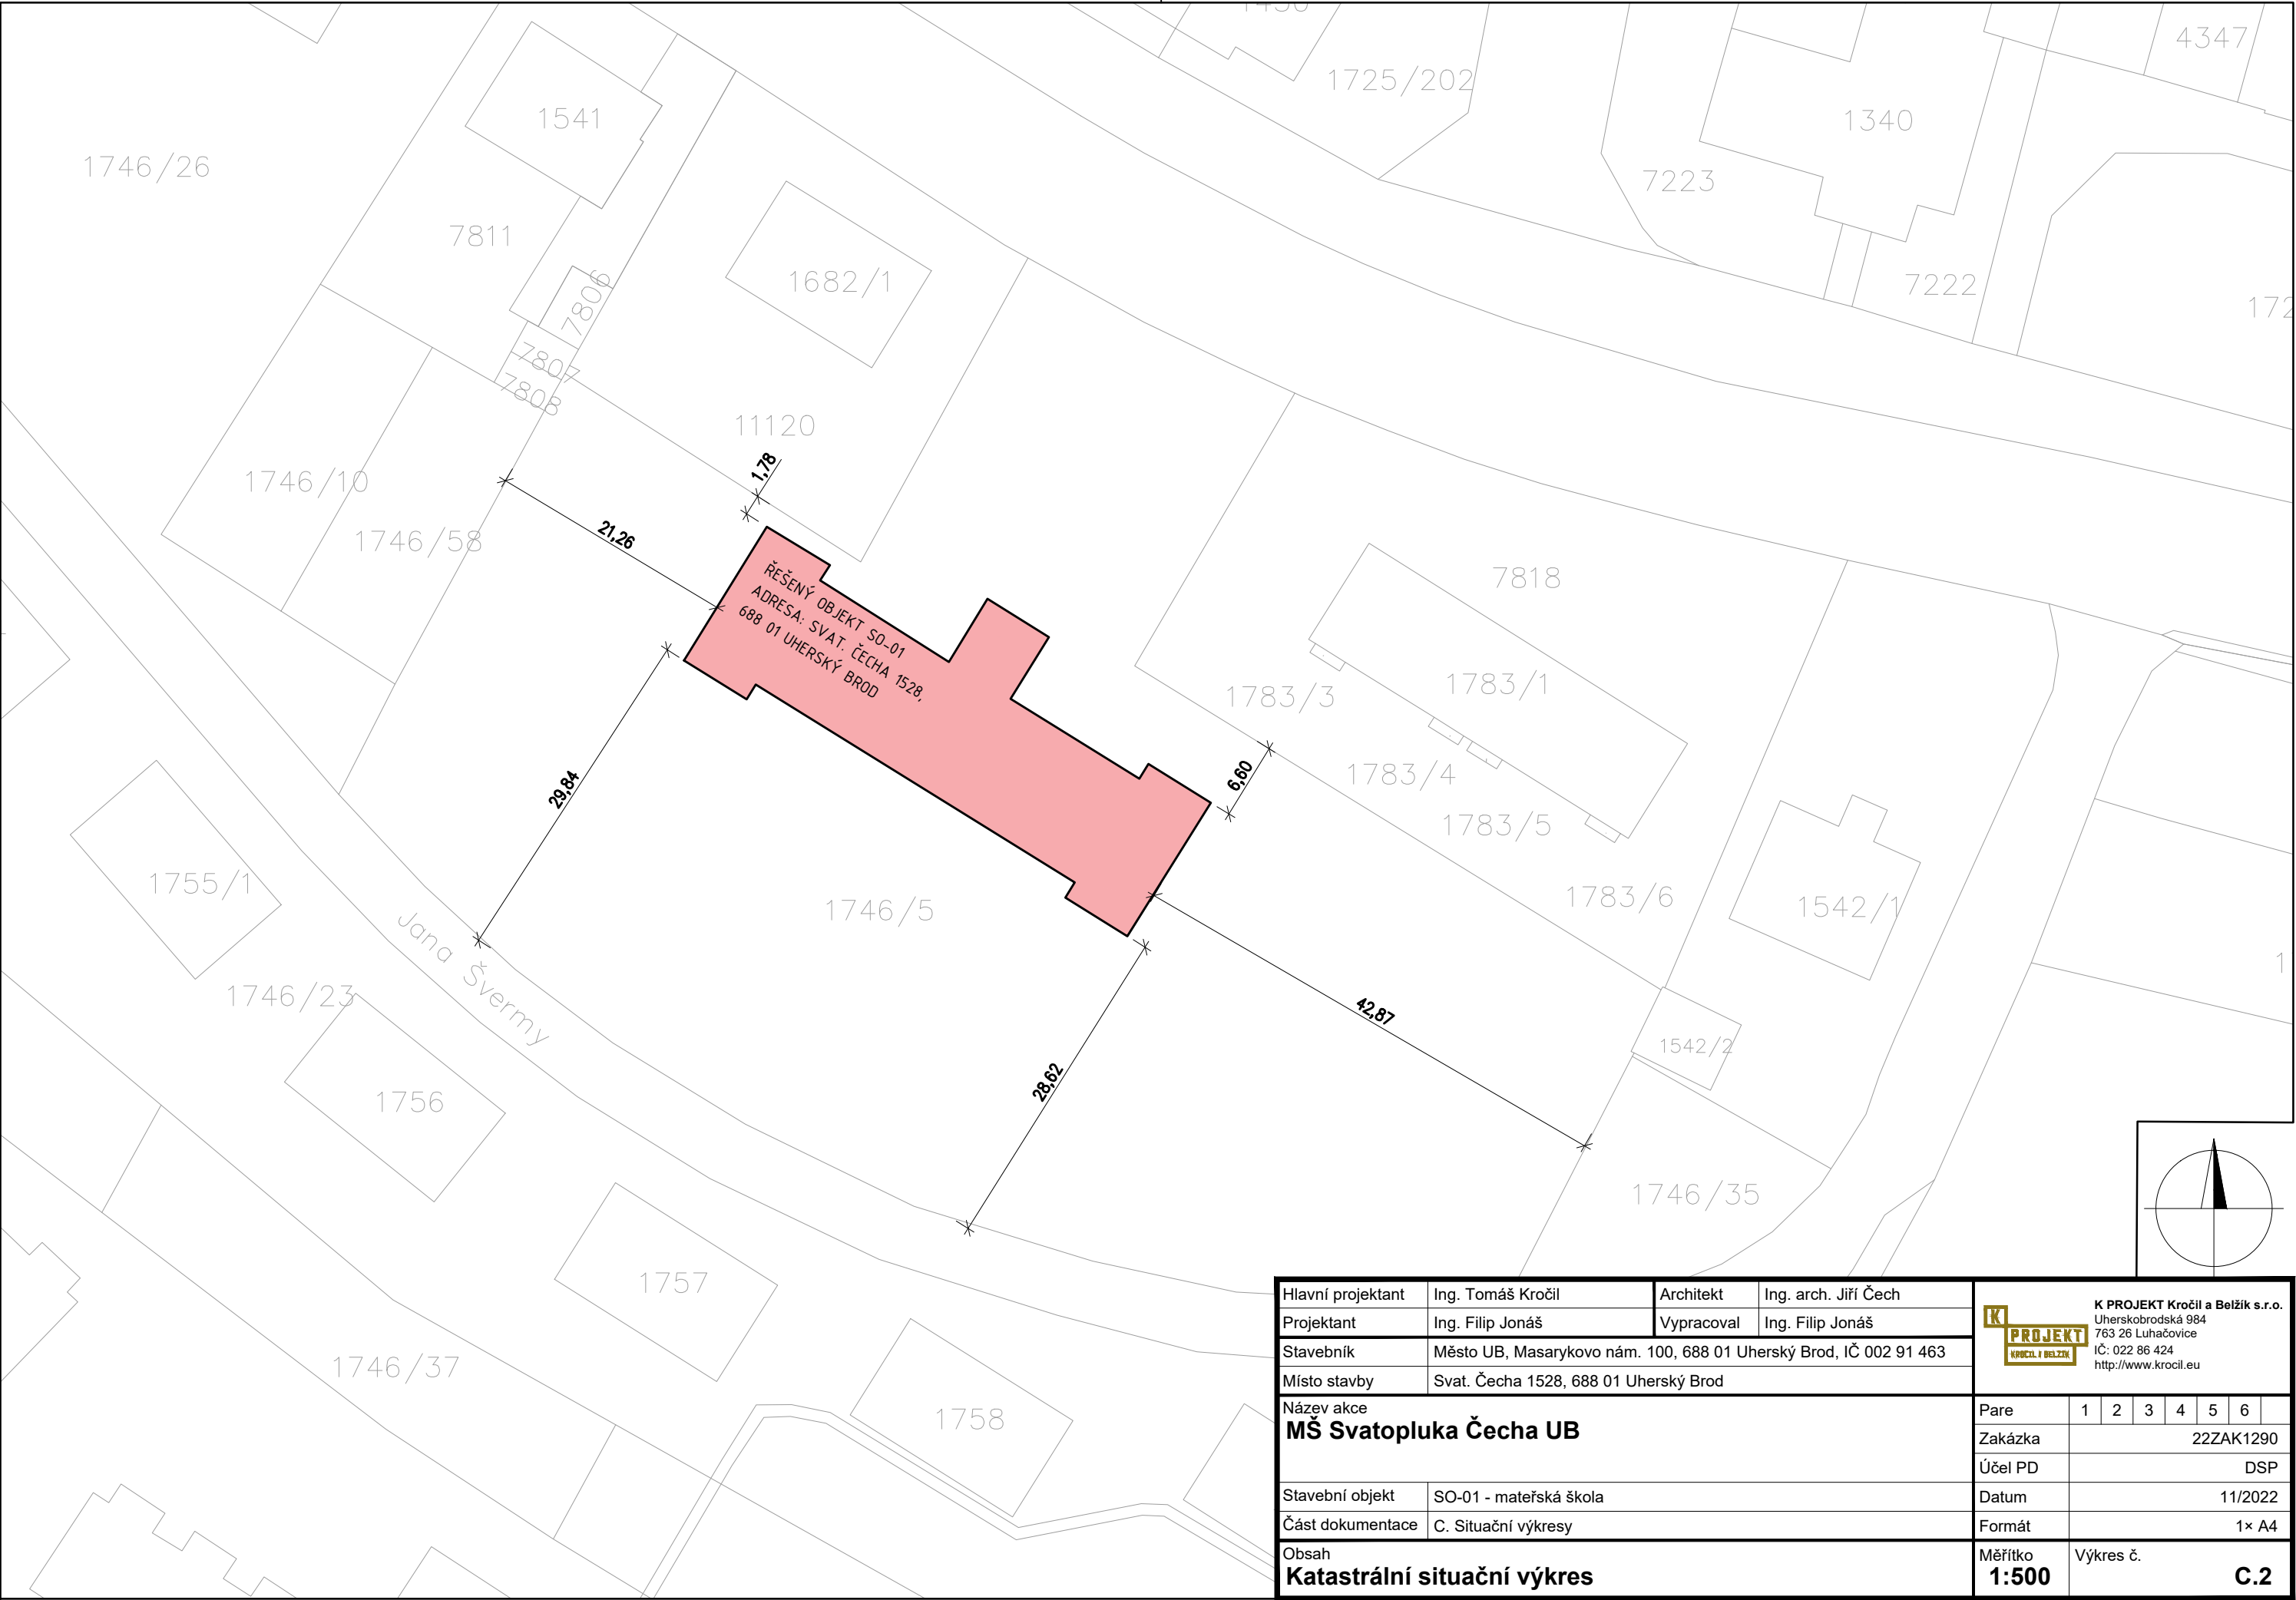 4347
1725/202
1541
1340
1746/26
7223
7811
1682/1
7222
7806
172
7807
7808
11120
1,78
1746/10
1746/58
21,26
7818
ŘEŠENÝ OBJEKT SO-01
ADRESA: SVAT. ČECHA 1528,
688 01 UHERSKÝ BROD
1783/3
1783/1
6,60
1783/4
29,84
1783/5
1755/1
1746/5
1783/6
1542/1
Jana Švermy
1
1746/23
42,87
1542/2
28,62
1756
1746/35
1757
1746/37
1758
Hlavní projektant Ing. Tomáš Kročil Architekt Ing. arch. Jiří Čech
Projektant Ing. Filip Jonáš Vypracoval Ing. Filip Jonáš
Stavebník Město UB, Masarykovo nám. 100, 688 01 Uherský Brod, IČ 002 91 463
Místo stavby Svat. Čecha 1528, 688 01 Uherský Brod
K
PROJEKT
KROČIL A BELŽÍK
K PROJEKT Kročil a Belžík s.r.o.
Uherskobrodská 984
763 26 Luhačovice
IČ: 022 86 424
http://www.krocil.eu
Název akce
MŠ Svatopluka Čecha UB
Pare 1 2 3 4 5 6
Zakázka 22ZAK1290
Účel PD DSP
Stavební objekt SO-01 - mateřská škola
Datum 11/2022
Část dokumentace C. Situační výkresy
Formát 1× A4
Obsah
Katastrální situační výkres
Měřítko
1:500
Výkres č.
C.2